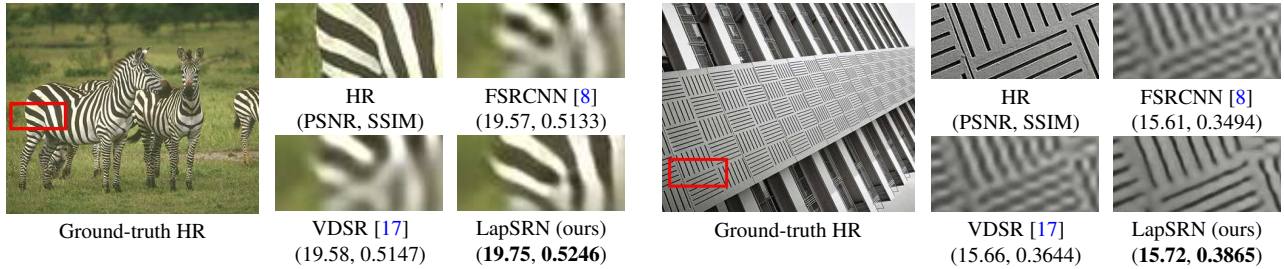 HR
(PSNR, SSIM)
FSRCNN [8]
(19.57, 0.5133)
Ground-truth HR
VDSR [17]
(19.58, 0.5147)
LapSRN (ours)
(19.75, 0.5246)
HR
(PSNR, SSIM)
FSRCNN [8]
(15.61, 0.3494)
Ground-truth HR
VDSR [17]
(15.66, 0.3644)
LapSRN (ours)
(15.72, 0.3865)